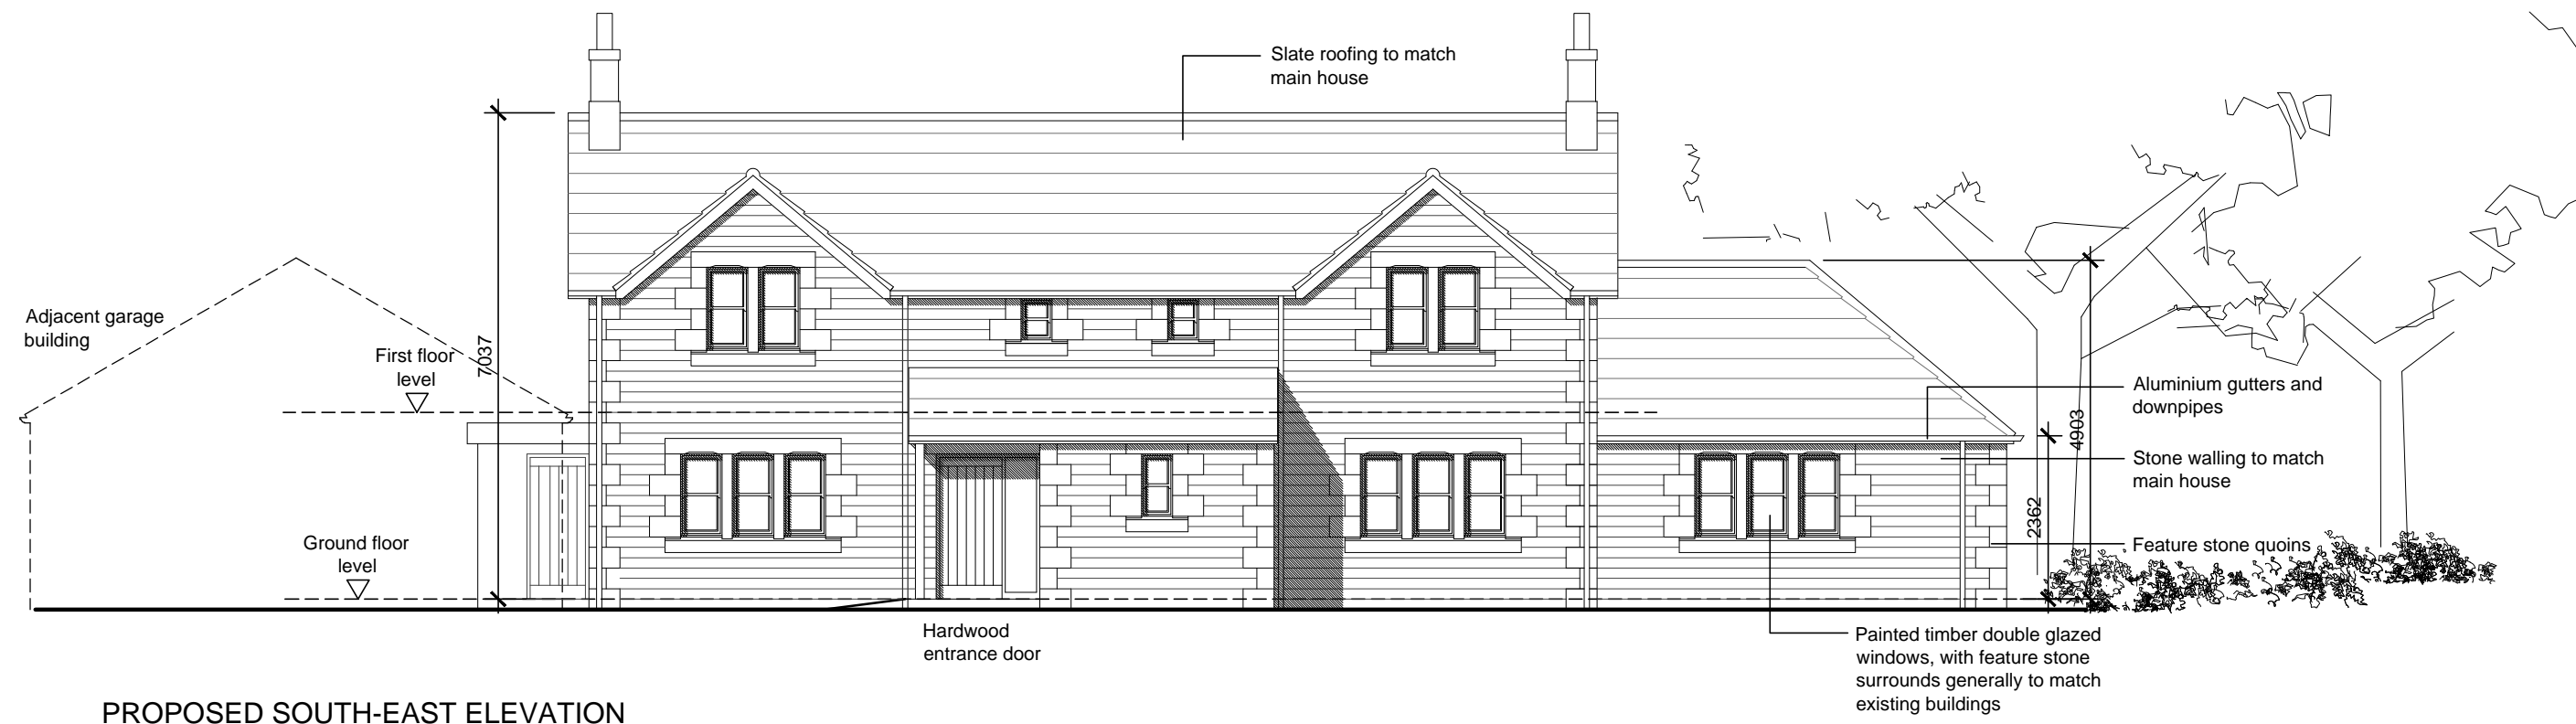 Slate roofing to match
main house
Adjacent garage
building
First floor
level
7037
Ground floor
level
Hardwood
entrance door
Aluminium gutters and
downpipes
4903
Stone walling to match
main house
2362
Feature stone quoins
Painted timber double glazed
windows, with feature stone
surrounds generally to match
existing buildings
PROPOSED SOUTH-EAST ELEVATION